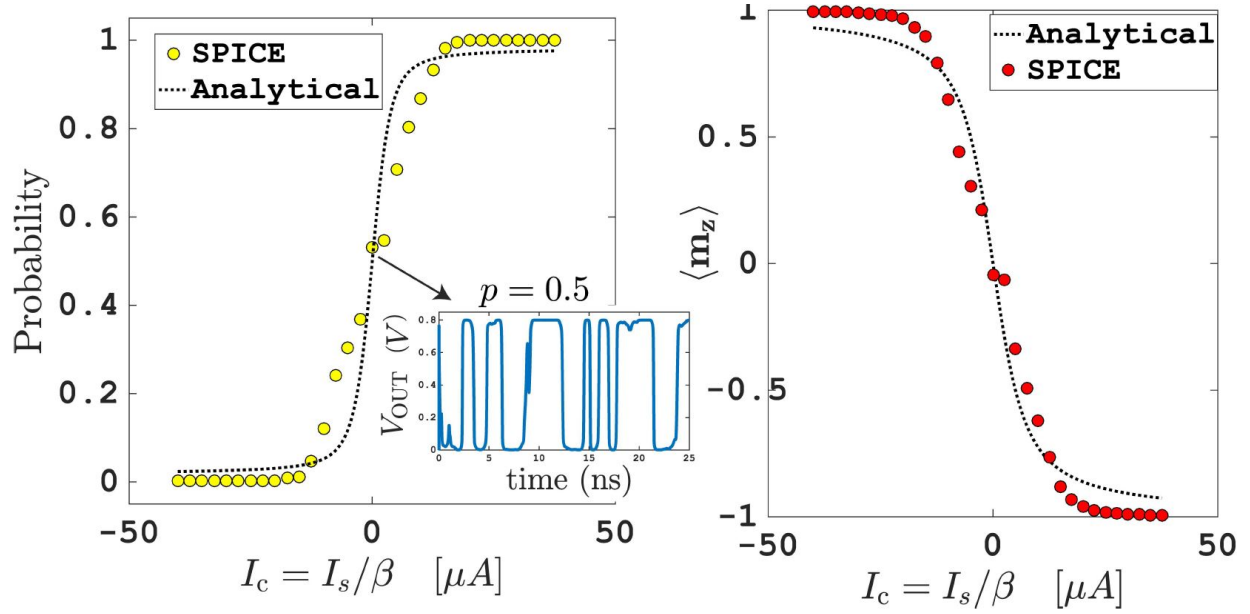 SPICE
Analytical
1
0.8
0.6
0.4
0.2
0
Probability
-50
0
50
I_c = I_s/β [μA]
p = 0.5
0.8
0.6
0.4
0.2
0
V_OUT (V)
0
5
10
15
20
25
time (ns)
Analytical
SPICE
1
0.5
0
-0.5
-1
⟨m_z⟩
-50
0
50
I_c = I_s/β [μA]